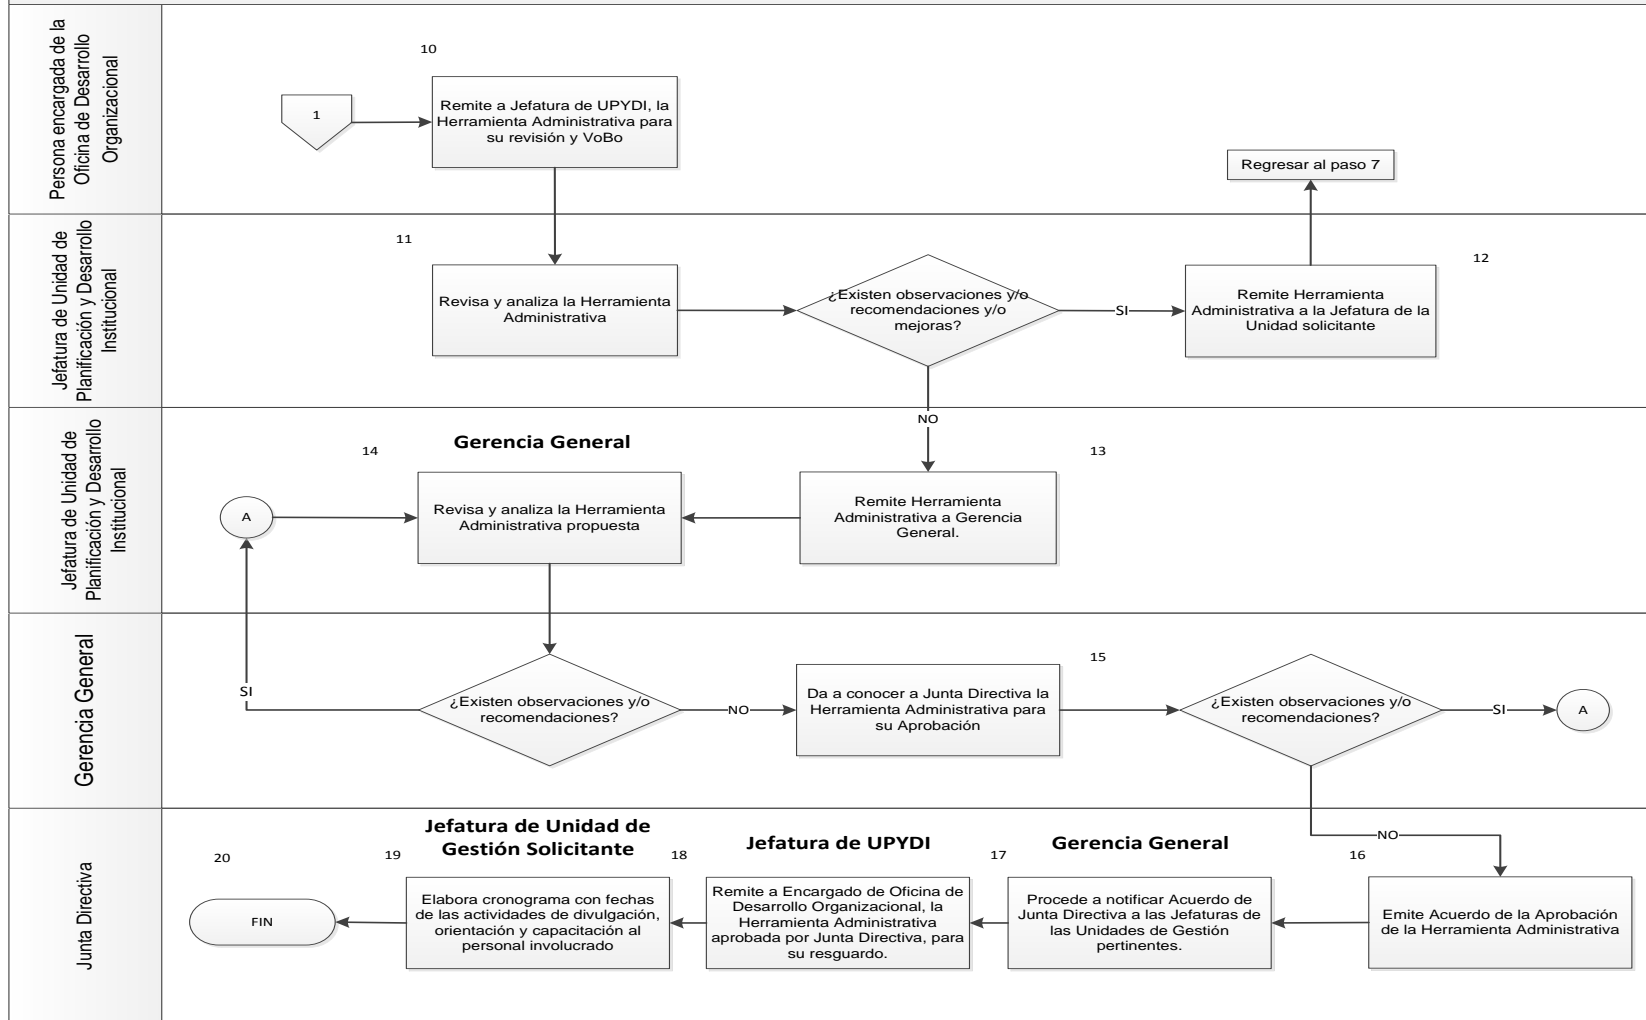 Persona encargada de la
Oficina de Desarrollo
Organizacional
10
1
Remite a Jefatura de UPYDI, la
Herramienta Administrativa para
su revisión y VoBo
Regresar al paso 7
Jefatura de Unidad de
Planificación y Desarrollo
Institucional
11
Revisa y analiza la Herramienta
Administrativa
¿Existen observaciones y/o
recomendaciones y/o
mejoras?
SI
12
Remite Herramienta
Administrativa a la Jefatura de la
Unidad solicitante
NO
Jefatura de Unidad de
Planificación y Desarrollo
Institucional
14
Gerencia General
13
A
Revisa y analiza la Herramienta
Administrativa propuesta
Remite Herramienta
Administrativa a Gerencia
General.
Gerencia General
SI
¿Existen observaciones y/o
recomendaciones?
NO
15
Da a conocer a Junta Directiva la
Herramienta Administrativa para
su Aprobación
¿Existen observaciones y/o
recomendaciones?
SI
A
NO
Junta Directiva
20
FIN
19
Jefatura de Unidad de
Gestión Solicitante
Elabora cronograma con fechas
de las actividades de divulgación,
orientación y capacitación al
personal involucrado
18
Jefatura de UPYDI
Remite a Encargado de Oficina de
Desarrollo Organizacional, la
Herramienta Administrativa
aprobada por Junta Directiva, para
su resguardo.
17
Gerencia General
Procede a notificar Acuerdo de
Junta Directiva a las Jefaturas de
las Unidades de Gestión
pertinentes.
16
Emite Acuerdo de la Aprobación
de la Herramienta Administrativa